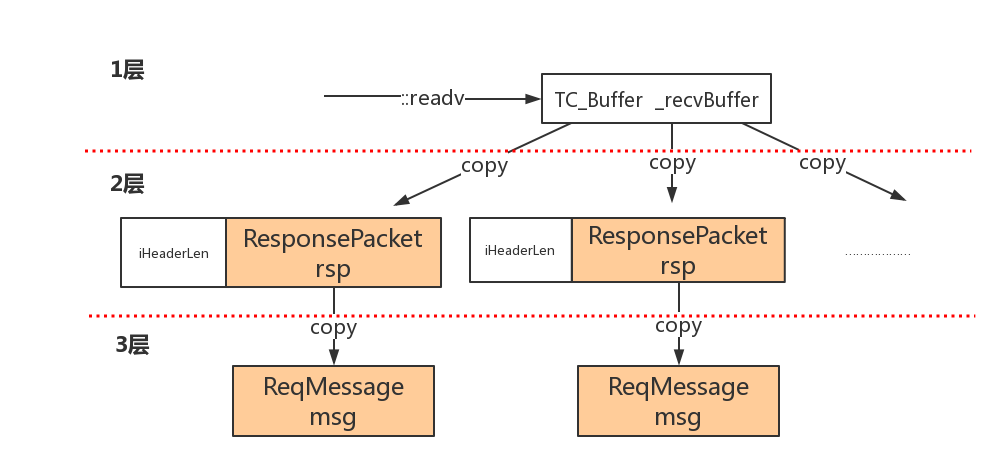 1层
::readv
TC_Buffer _recvBuffer
copy
copy
copy
2层
iHeaderLen
ResponsePacket
rsp
iHeaderLen
ResponsePacket
rsp
………………
copy
copy
3层
ReqMessage
msg
ReqMessage
msg